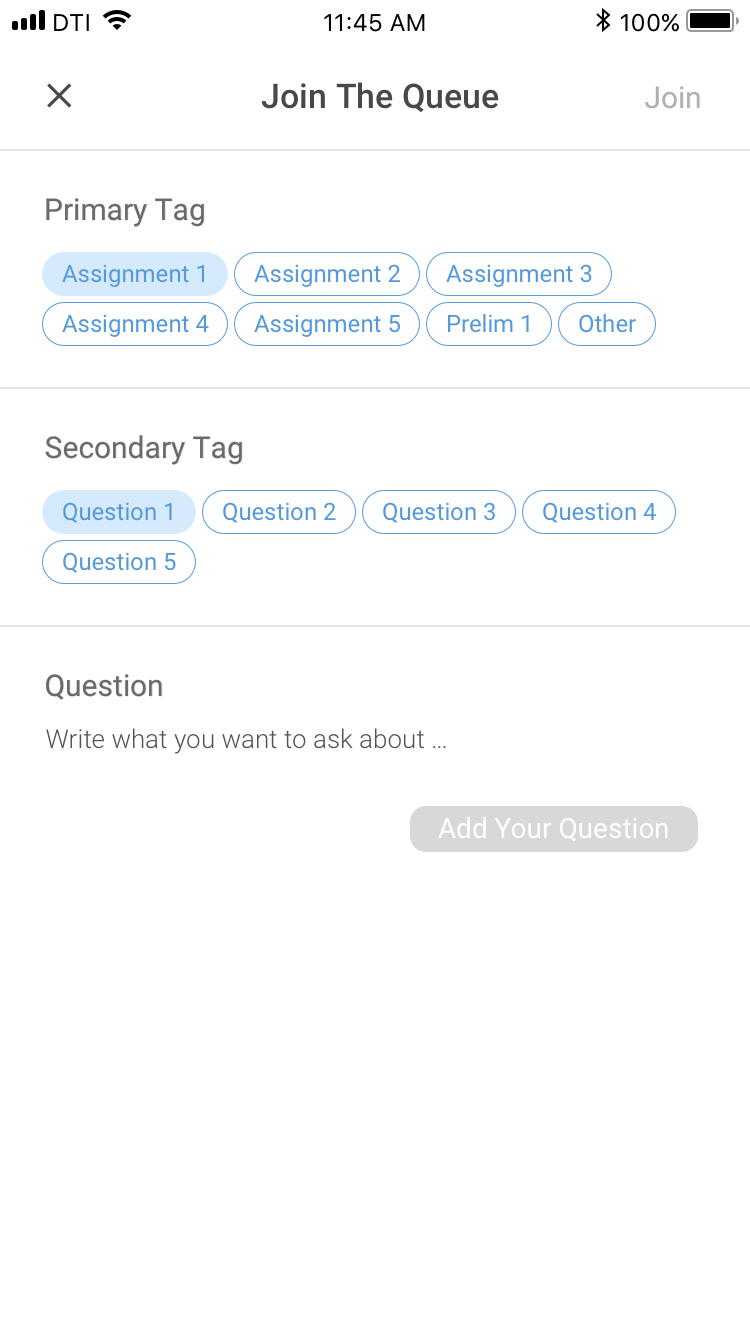 DTI 11:45 AM 100%
Join The Queue Join
Primary Tag
Assignment 1 Assignment 2 Assignment 3
Assignment 4 Assignment 5 Prelim 1 Other
Secondary Tag
Question 1 Question 2 Question 3 Question 4
Question 5
Question
Write what you want to ask about ...
Add Your Question